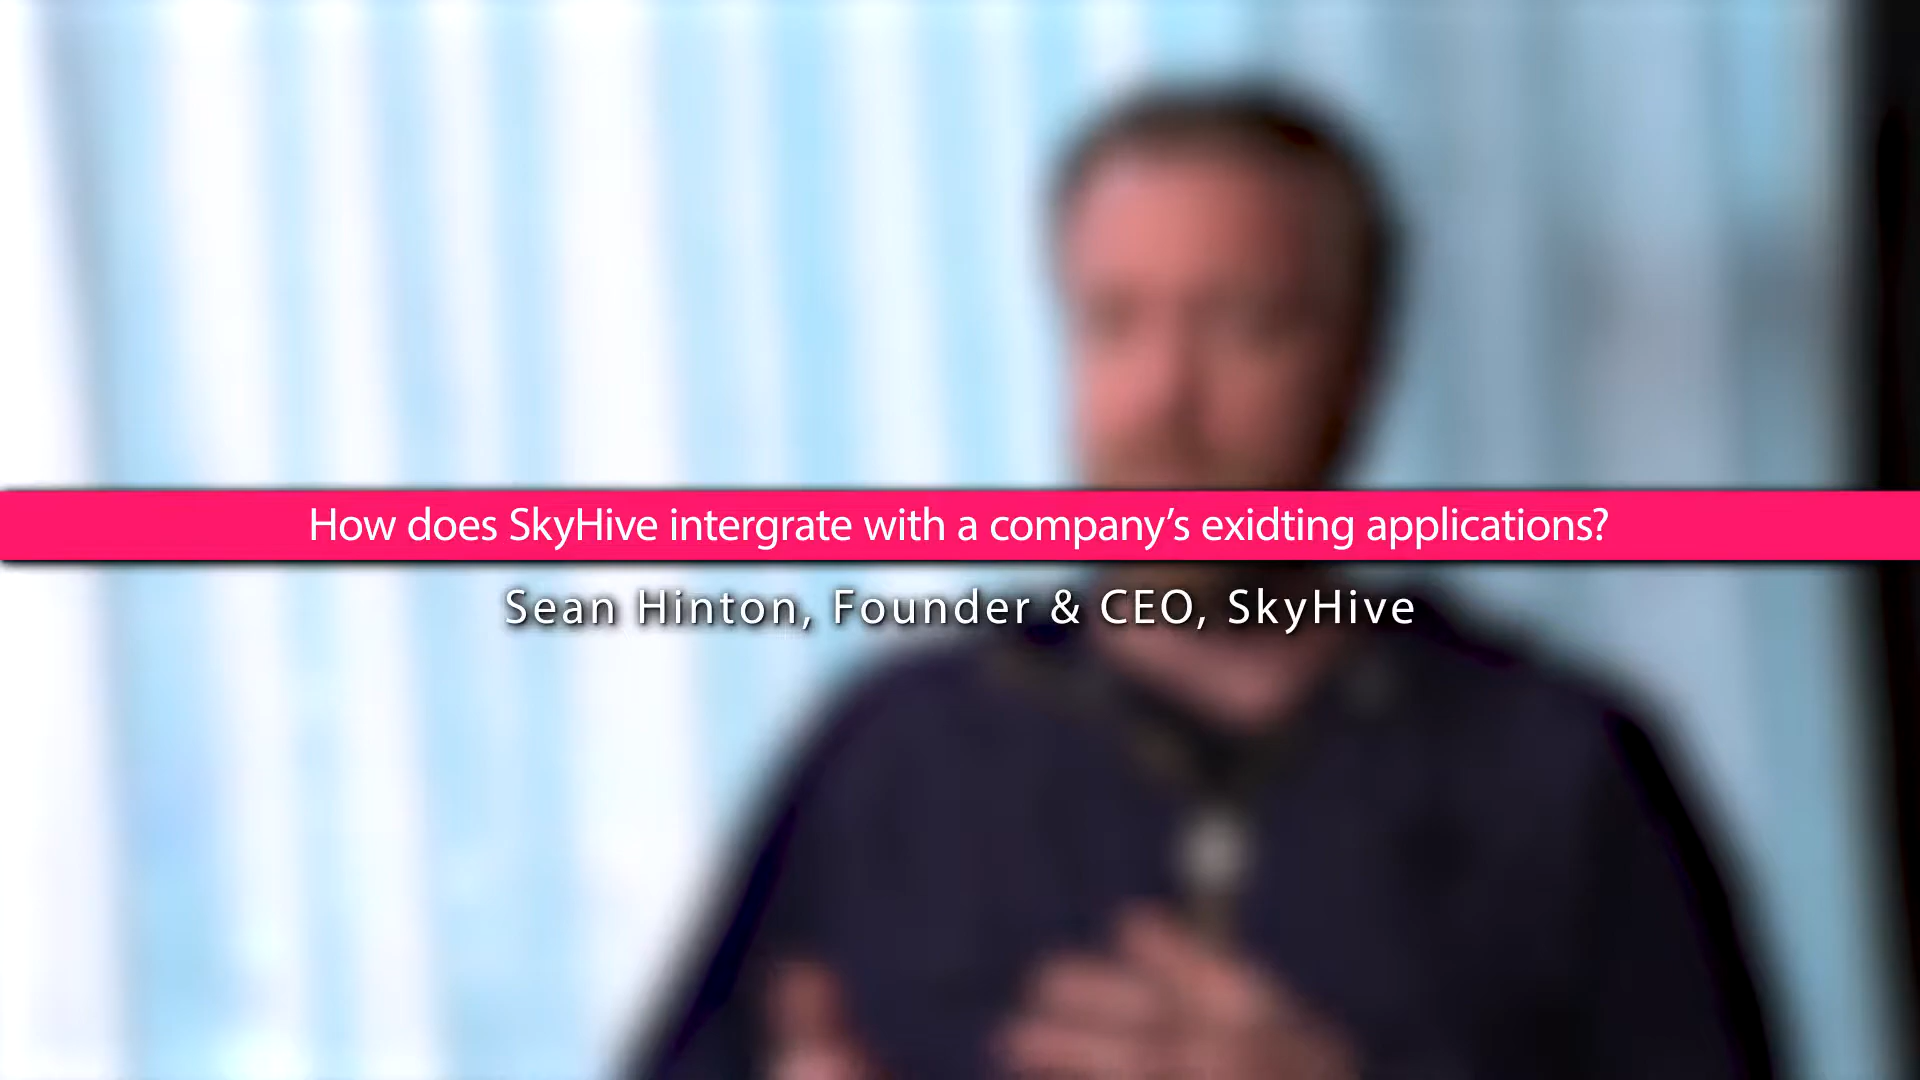 How does SkyHive intergrate with a company’s exidting applications?
Sean Hinton, Founder & CEO, SkyHive